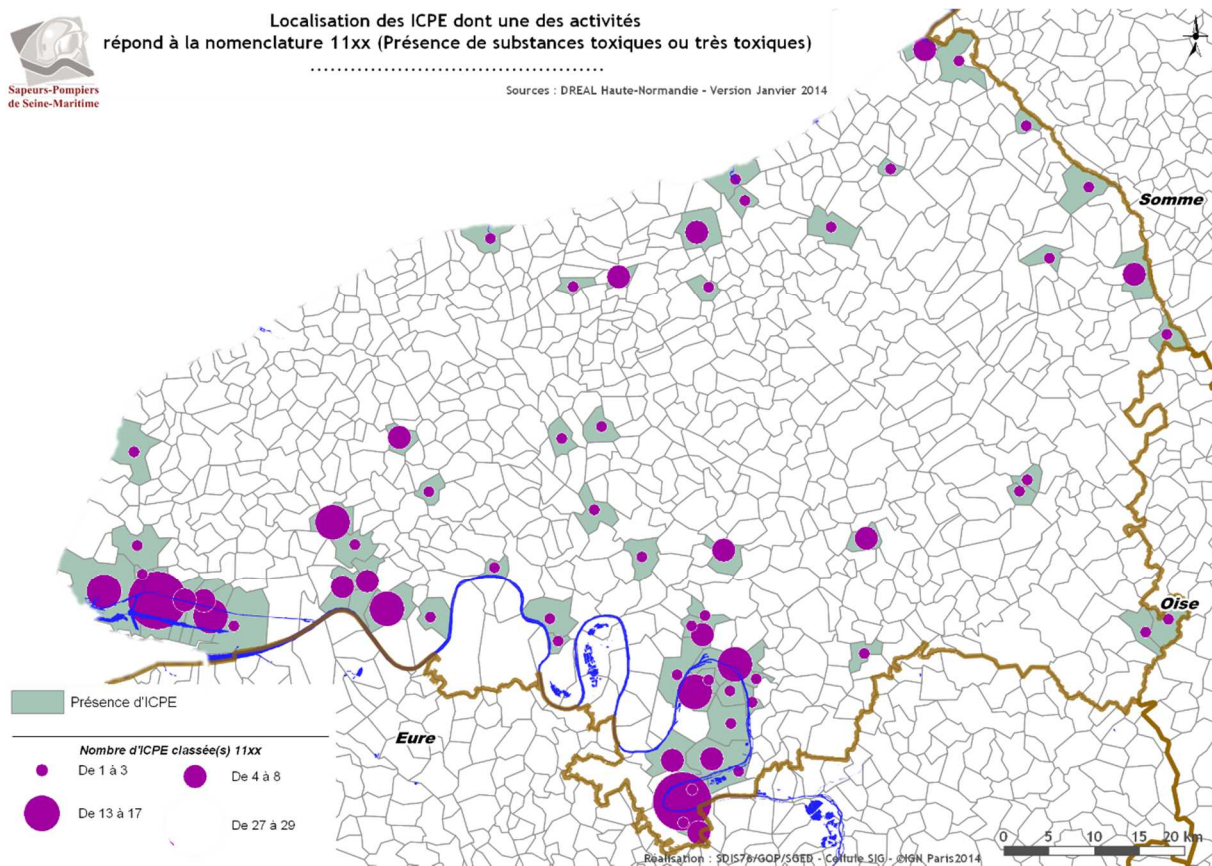 Localisation des ICPE dont une des activités
répond à la nomenclature 11xx (Présence de substances toxiques ou très toxiques)
............................................
Sources : DREAL Haute-Normandie - Version Janvier 2014
Sapeurs-Pompiers
de Seine-Maritime
Somme
Oise
Eure
Présence d'ICPE
Nombre d'ICPE classée(s) 11xx
De 1 à 3
De 4 à 8
De 13 à 17
De 27 à 29
0 5 10 15 20 km
Réalisation : SDIS76/GOP/SGED - Cellule SIG - ©IGN Paris2014